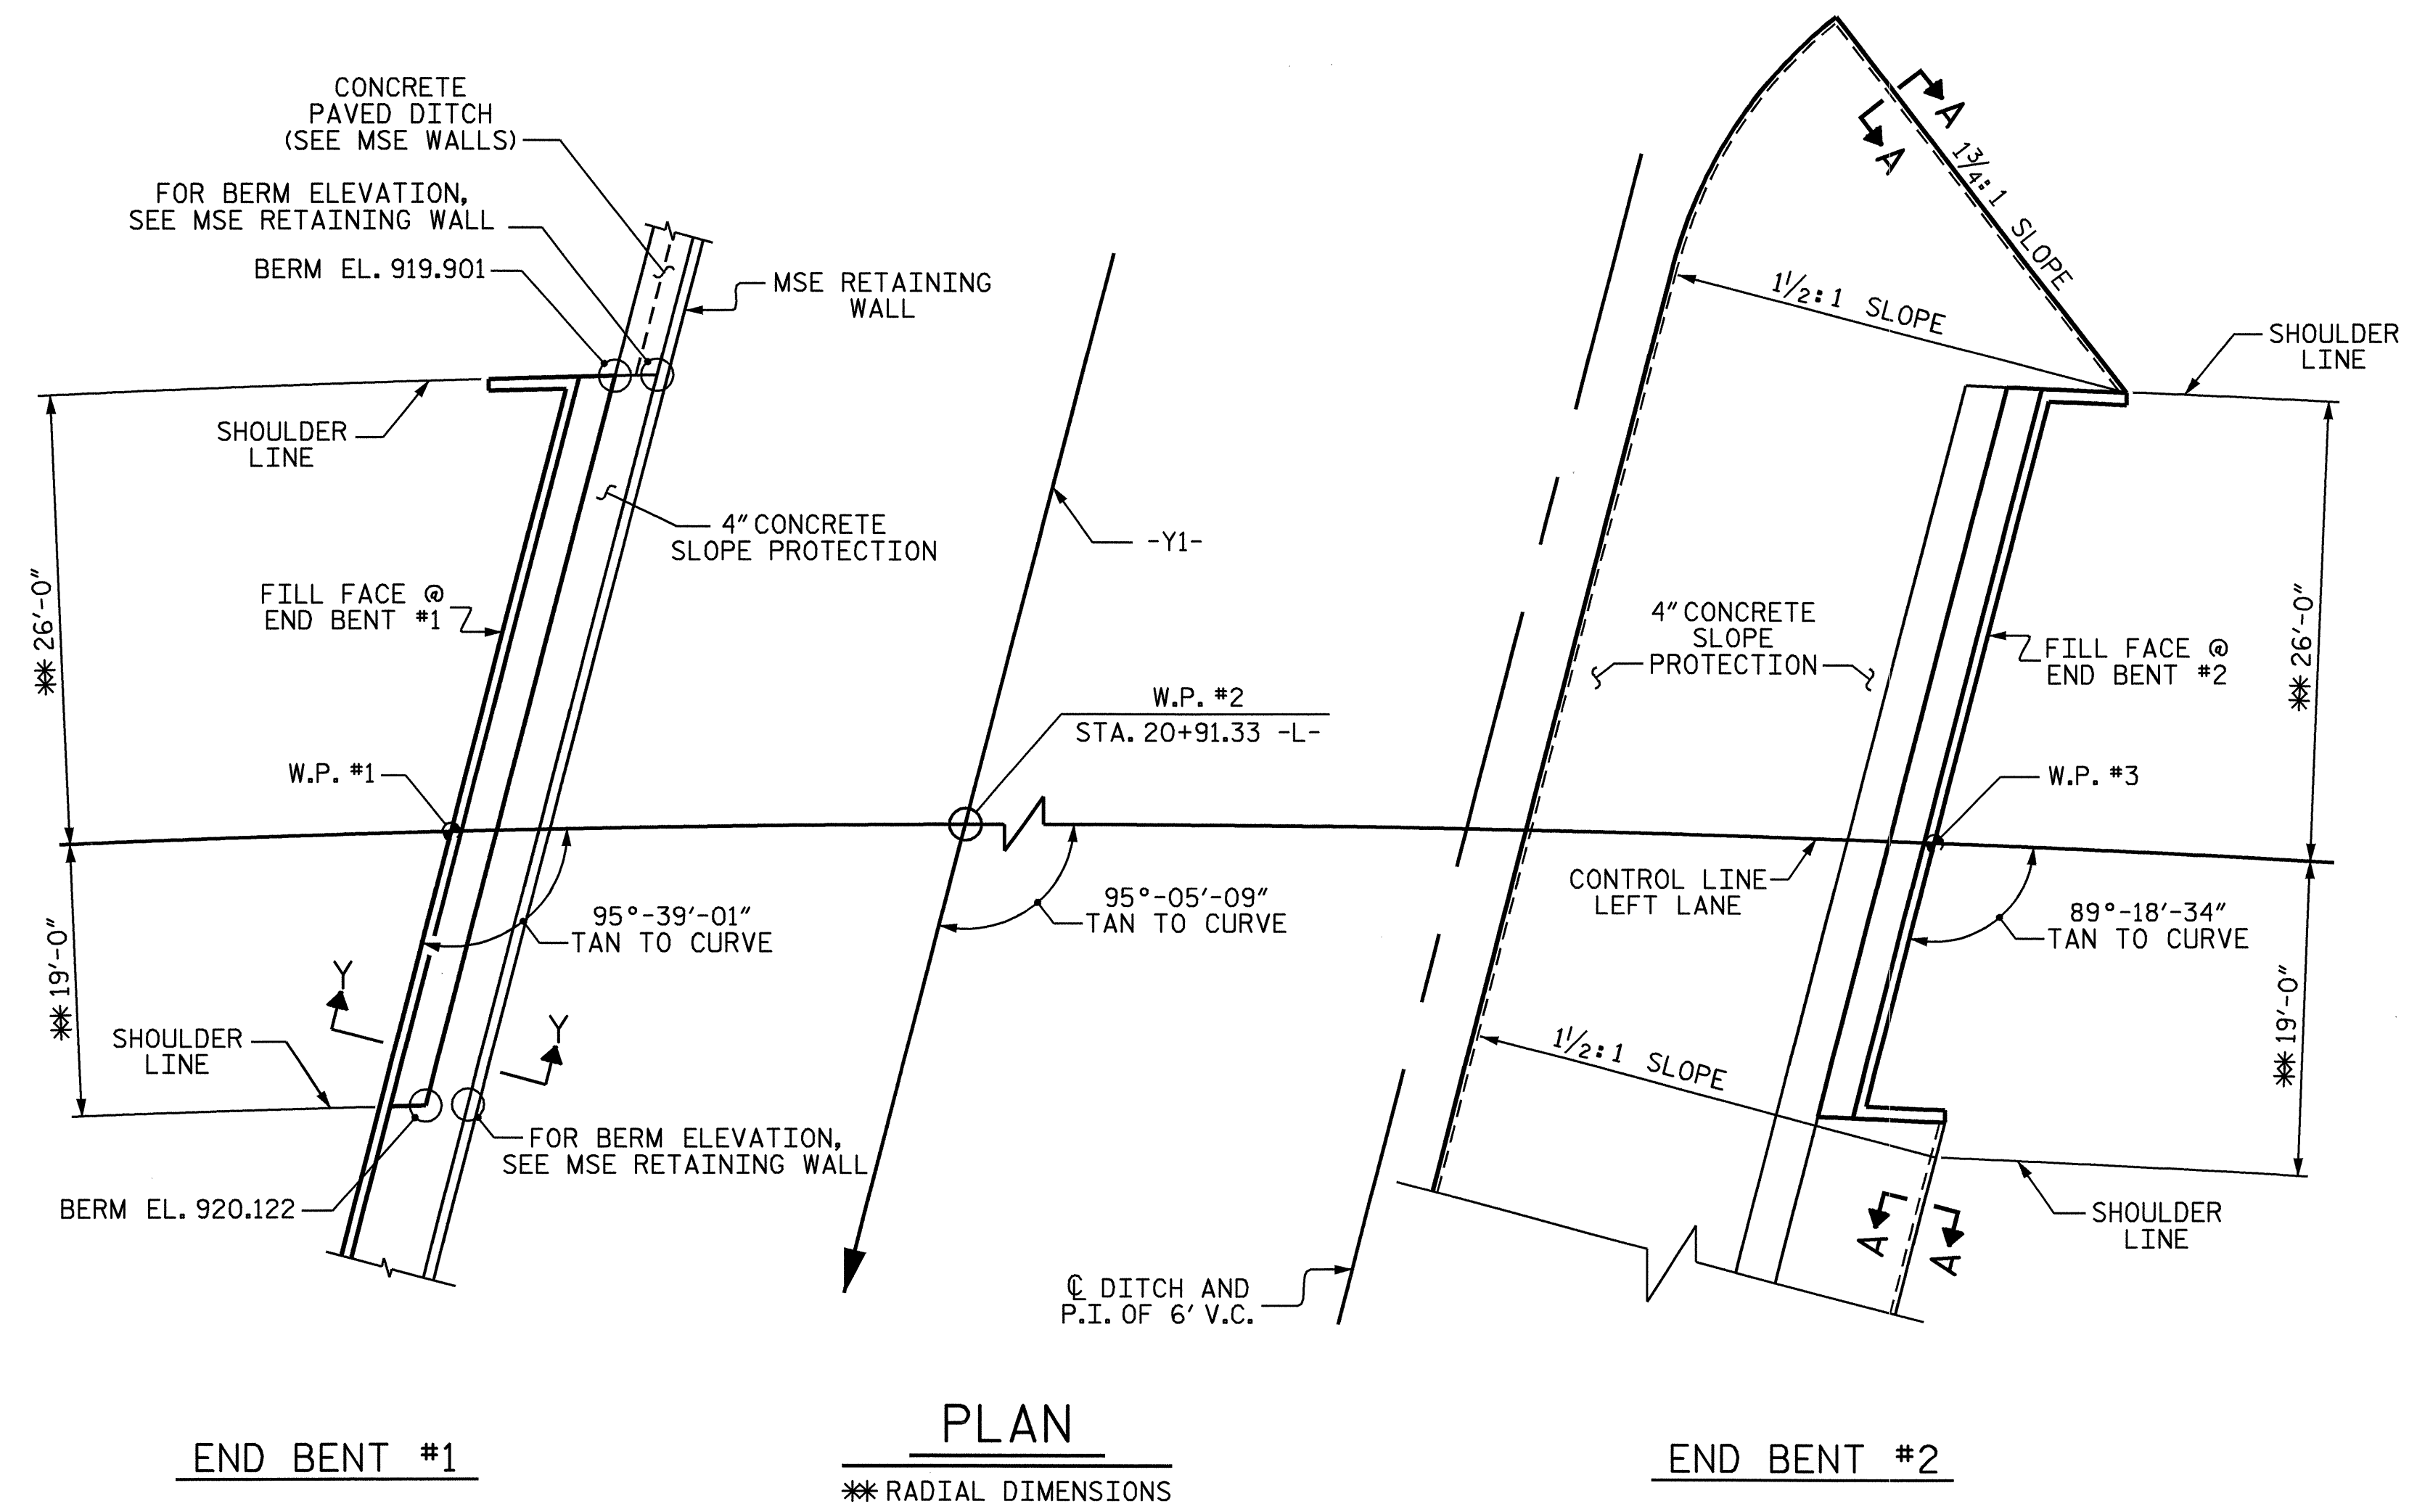 CONCRETE
PAVED DITCH
(SEE MSE WALLS)
FOR BERM ELEVATION,
SEE MSE RETAINING WALL
BERM EL. 919.901
MSE RETAINING
WALL
SHOULDER
LINE
4" CONCRETE
SLOPE PROTECTION
FILL FACE @
END BENT #1
** 26'-0"
W.P. #1
95°-39'-01"
TAN TO CURVE
** 19'-0"
Y
Y
SHOULDER
LINE
FOR BERM ELEVATION,
SEE MSE RETAINING WALL
BERM EL. 920.122
-Y1-
W.P. #2
STA. 20+91.33 -L-
95°-05'-09"
TAN TO CURVE
A
A
1¾:1 SLOPE
1½:1 SLOPE
SHOULDER
LINE
4" CONCRETE
SLOPE
PROTECTION
FILL FACE @
END BENT #2
** 26'-0"
W.P. #3
CONTROL LINE
LEFT LANE
89°-18'-34"
TAN TO CURVE
** 19'-0"
1½:1 SLOPE
A
A
SHOULDER
LINE
℄ DITCH AND
P.I. OF 6' V.C.
END BENT #1
PLAN
** RADIAL DIMENSIONS
END BENT #2